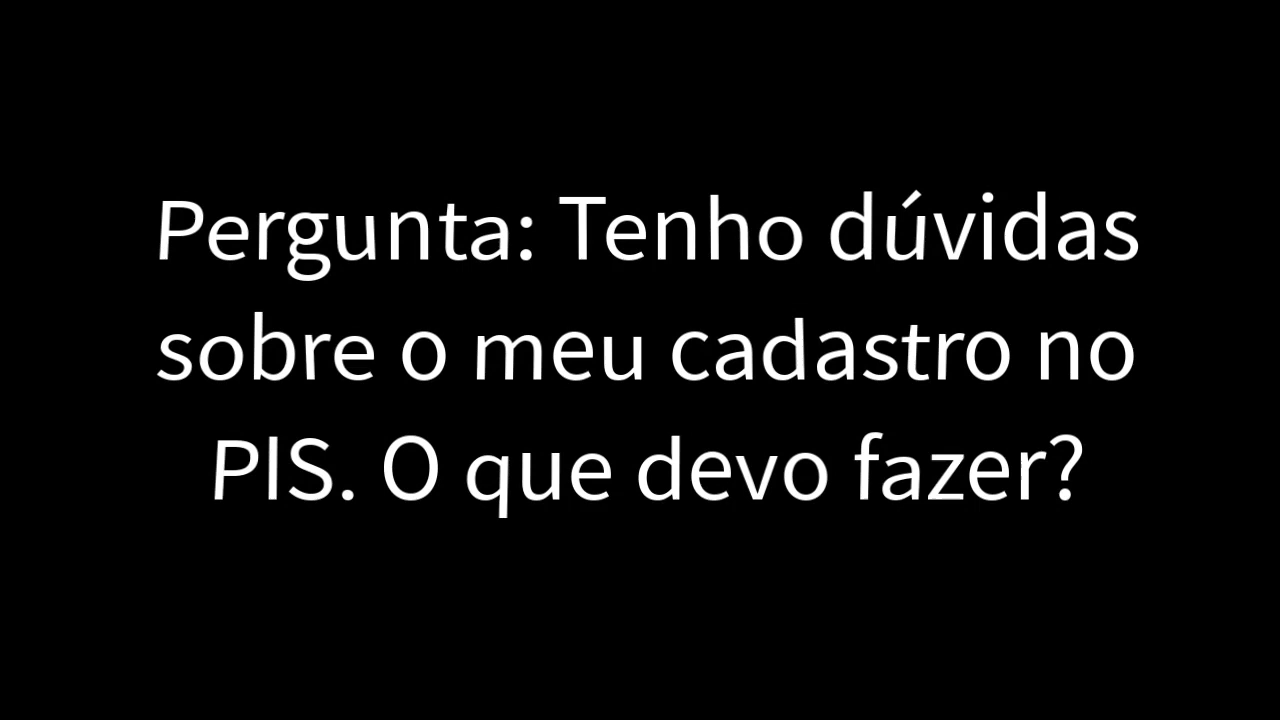 Pergunta: Tenho dúvidas
sobre o meu cadastro no
PIS. O que devo fazer?